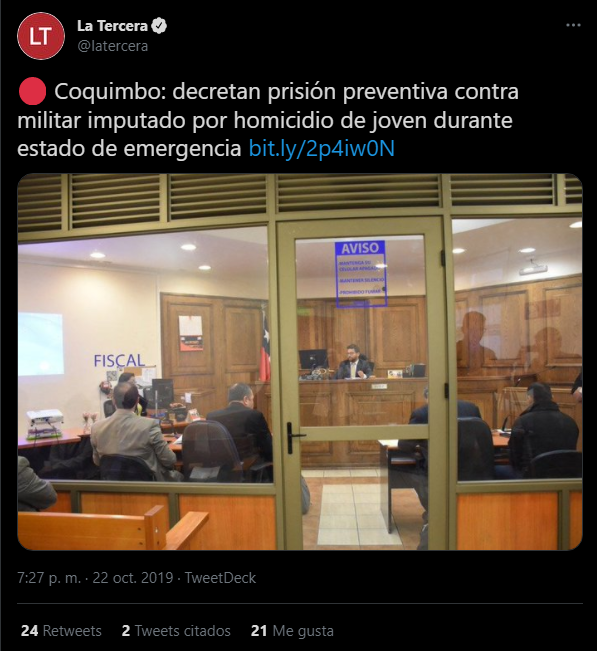 LT
La Tercera
@latercera
Coquimbo: decretan prisión preventiva contra
militar imputado por homicidio de joven durante
estado de emergencia bit.ly/2p4iw0N
AVISO
MANTENER SILENCIO
FISCAL
7:27 p. m. · 22 oct. 2019 · TweetDeck
24 Retweets 2 Tweets citados 21 Me gusta